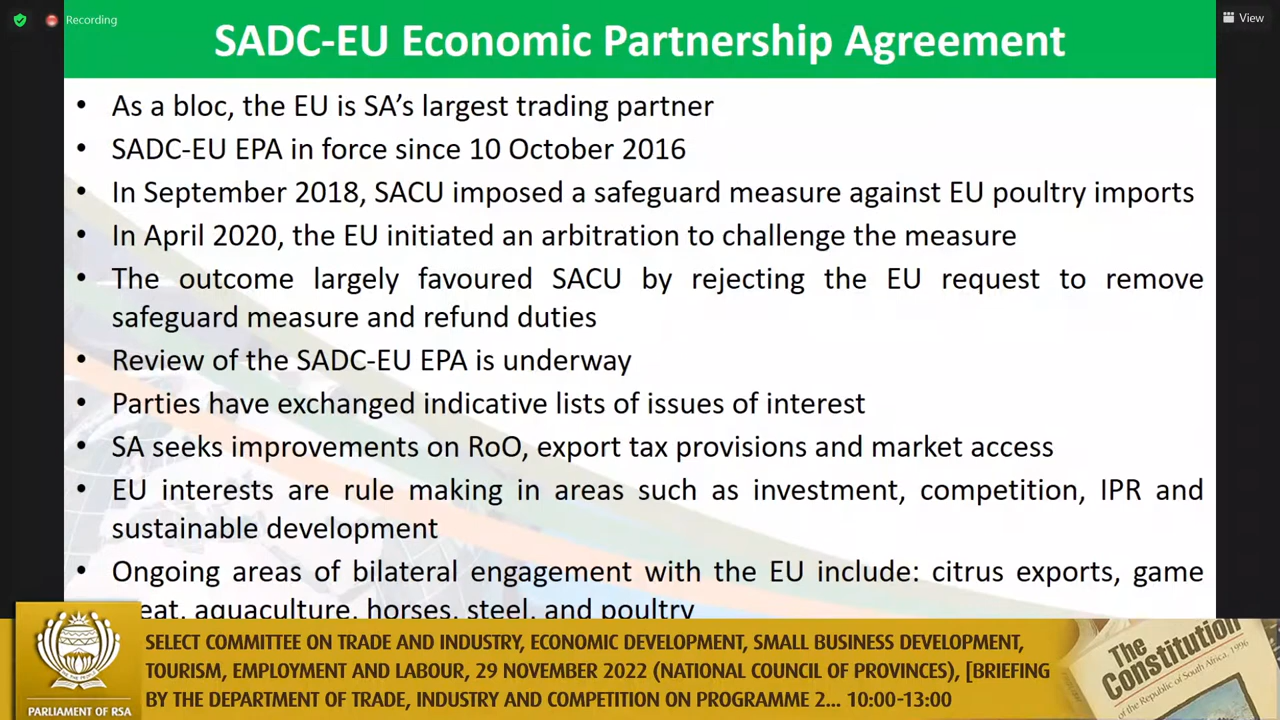 Recording
View
SADC-EU Economic Partnership Agreement
• As a bloc, the EU is SA’s largest trading partner
• SADC-EU EPA in force since 10 October 2016
• In September 2018, SACU imposed a safeguard measure against EU poultry imports
• In April 2020, the EU initiated an arbitration to challenge the measure
• The outcome largely favoured SACU by rejecting the EU request to remove
safeguard measure and refund duties
• Review of the SADC-EU EPA is underway
• Parties have exchanged indicative lists of issues of interest
• SA seeks improvements on RoO, export tax provisions and market access
• EU interests are rule making in areas such as investment, competition, IPR and
sustainable development
• Ongoing areas of bilateral engagement with the EU include: citrus exports, game
eat, aquaculture, horses, steel, and poultry
SELECT COMMITTEE ON TRADE AND INDUSTRY, ECONOMIC DEVELOPMENT, SMALL BUSINESS DEVELOPMENT,
TOURISM, EMPLOYMENT AND LABOUR, 29 NOVEMBER 2022 (NATIONAL COUNCIL OF PROVINCES), [BRIEFING
BY THE DEPARTMENT OF TRADE, INDUSTRY AND COMPETITION ON PROGRAMME 2... 10:00-13:00
PARLIAMENT OF RSA
The
Constitution
of the Republic of South Africa, 1996